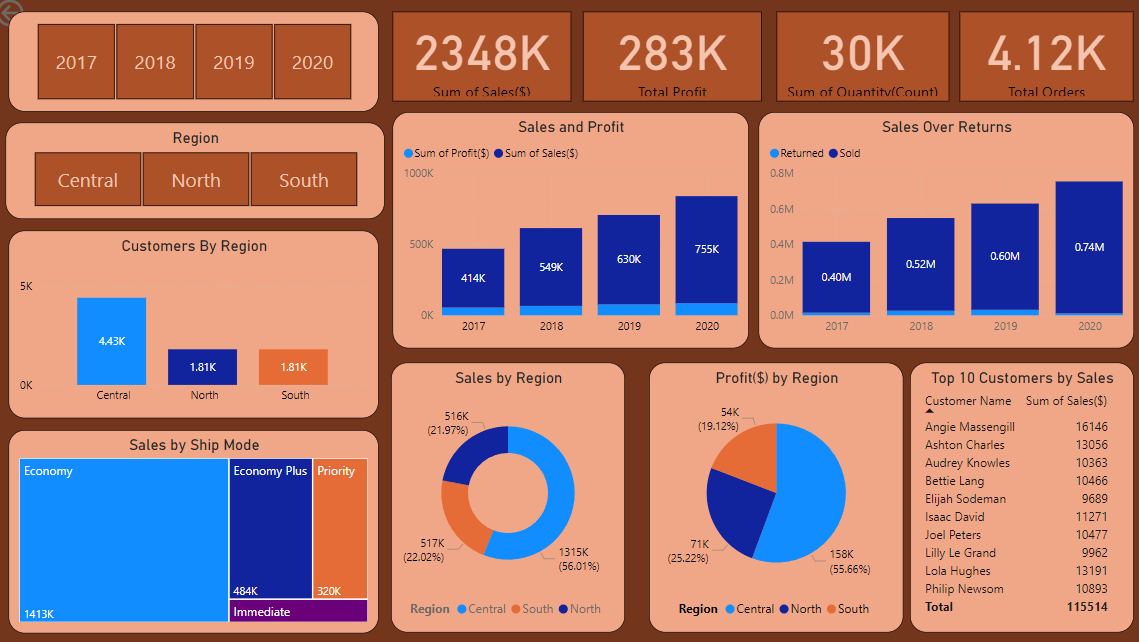 2017 2018 2019 2020
2348K
Sum of Sales($)
283K
Total Profit
30K
Sum of Quantity(Count)
4.12K
Total Orders
Region
Central North South
Customers By Region
5K
0K
4.43K
1.81K
1.81K
Central North South
Sales by Ship Mode
Economy
1413K
Economy Plus
484K
Priority
320K
Immediate
Sales and Profit
Sum of Profit($) Sum of Sales($)
1000K
500K
0K
414K
549K
630K
755K
2017 2018 2019 2020
Sales Over Returns
Returned Sold
0.8M
0.6M
0.4M
0.2M
0.0M
0.40M
0.52M
0.60M
0.74M
2017 2018 2019 2020
Sales by Region
516K
(21.97%)
517K
(22.02%)
1315K
(56.01%)
Region Central South North
Profit($) by Region
54K
(19.12%)
71K
(25.22%)
158K
(55.66%)
Region Central North South
Top 10 Customers by Sales
Customer Name Sum of Sales($)
Angie Massengill 16146
Ashton Charles 13056
Audrey Knowles 10363
Bettie Lang 10466
Elijah Sodeman 9689
Isaac David 11271
Joel Peters 10477
Lilly Le Grand 9962
Lola Hughes 13191
Philip Newsom 10893
Total 115514